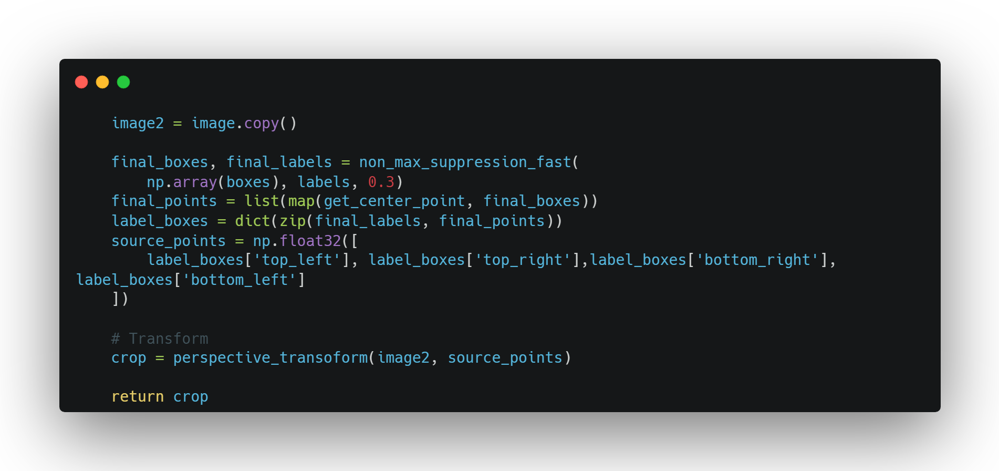 image2 = image.copy()
final_boxes, final_labels = non_max_suppression_fast(
np.array(boxes), labels, 0.3)
final_points = list(map(get_center_point, final_boxes))
label_boxes = dict(zip(final_labels, final_points))
source_points = np.float32([
label_boxes['top_left'], label_boxes['top_right'],label_boxes['bottom_right'],
label_boxes['bottom_left']
])
# Transform
crop = perspective_transoform(image2, source_points)
return crop